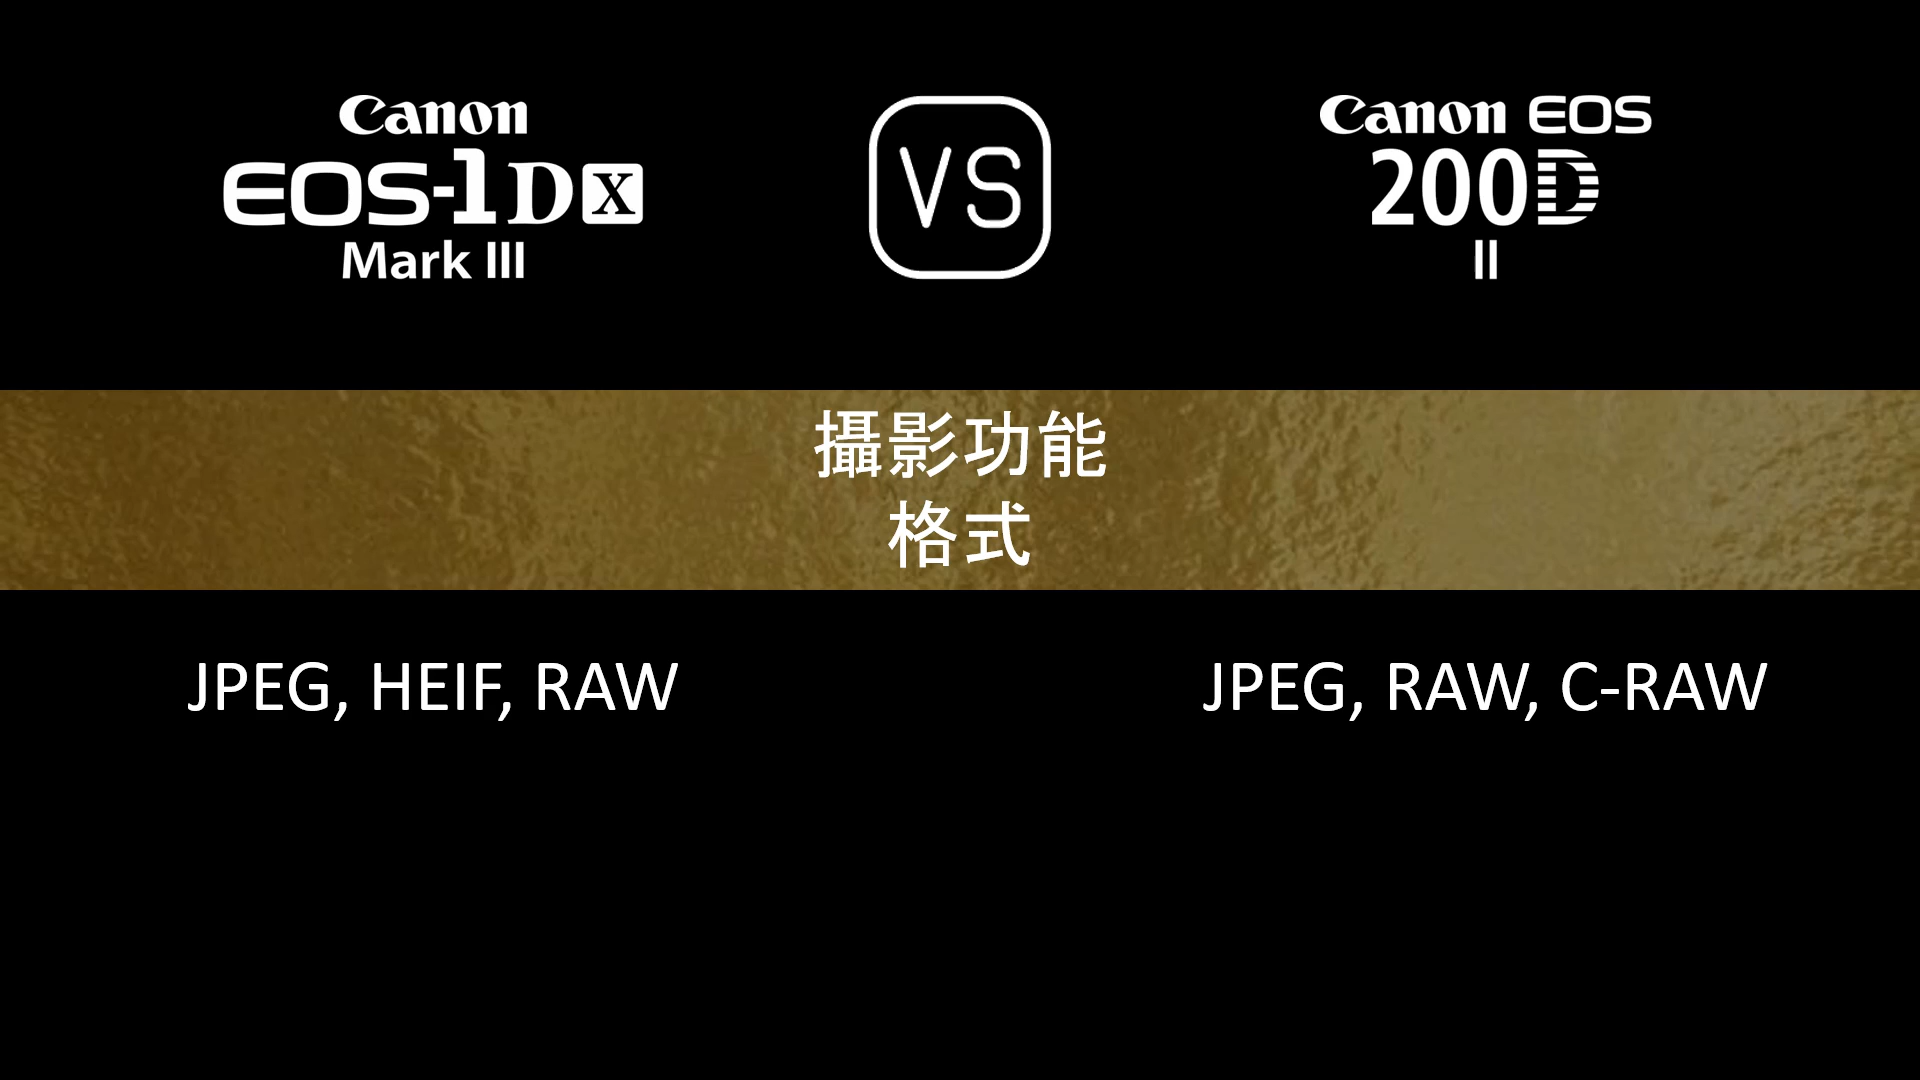 Canon
EOS-1D X
Mark III
VS
Canon EOS
200D
II
攝影功能
格式
JPEG, HEIF, RAW
JPEG, RAW, C-RAW